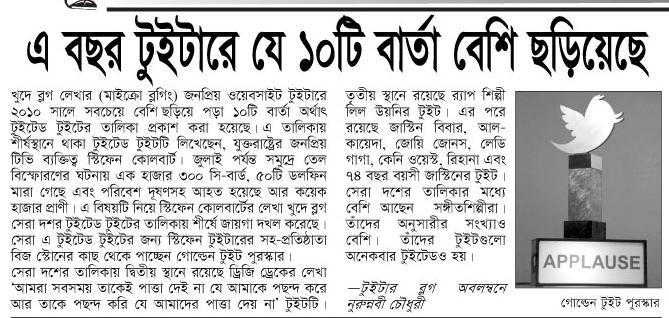 এ বছর টুইটারে যে ১০টি বার্তা বেশি ছড়িয়েছে
খুদে ব্লগ লেখার (মাইক্রো ব্লগিং) জনপ্রিয় ওয়েবসাইট টুইটারে
২০১০ সালে সবচেয়ে বেশি ছড়িয়ে পড়া ১০টি বার্তা অর্থাৎ
টুইটেড টুইটের তালিকা প্রকাশ করা হয়েছে। এ তালিকায়
শীর্ষস্থানে থাকা টুইটেড টুইটটি লিখেছেন, যুক্তরাষ্ট্রের জনপ্রিয়
টিভি ব্যক্তিত্ব স্টিফেন কোলবার্ট। জুলাই পর্যন্ত সমুদ্রে তেল
বিস্ফোরণের ঘটনায় এক হাজার ৩০০ সি-বার্ড, ৫০টি ডলফিন
মারা গেছে এবং পরিবেশ দূষণসহ আহত হয়েছে আর কয়েক
হাজার প্রাণী। এ বিষয়টি নিয়ে স্টিফেন কোলবার্টের লেখা খুদে ব্লগ
সেরা দশর টুইটেড টুইটের তালিকায় শীর্ষে জায়গা দখল করেছে।
সেরা এ টুইটেড টুইটের জন্য স্টিফেন টুইটারের সহ-প্রতিষ্ঠাতা
বিজ স্টোনের কাছ থেকে পাচ্ছেন গোল্ডেন টুইট পুরস্কার।
সেরা দশের তালিকায় দ্বিতীয় স্থানে রয়েছে ড্রিজি ড্রেকের লেখা
‘আমরা সবসময় তাকেই পাত্তা দেই না যে আমাকে পছন্দ করে
আর তাকে পছন্দ করি যে আমাদের পাত্তা দেয় না’ টুইটটি।
তৃতীয় স্থানে রয়েছে র‍্যাপ শিল্পী
লিল উয়নির টুইট। এর পরে
রয়েছে জাস্টিন বিবার, আল-
কায়েদা, জোয়ি জোনস, লেডি
গাগা, কেনি ওয়েস্ট, রিহানা এবং
৭৪ বছর বয়সী জাস্টিনের টুইট।
সেরা দশের তালিকার মধ্যে
বেশি আছেন সঙ্গীতশিল্পীরা।
তাঁদের অনুসারীর সংখ্যাও
বেশি। তাঁদের টুইটগুলো
অনেকবার টুইটেডও হয়।
—টুইটার ব্লগ অবলম্বনে
নুরুন্নবী চৌধুরী
APPLAUSE
গোল্ডেন টুইট পুরস্কার